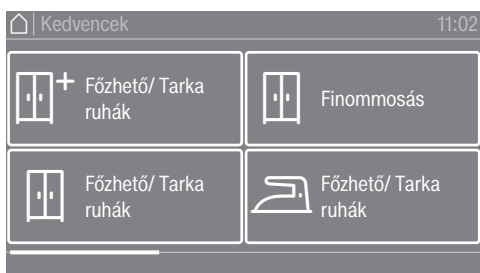 Kedvencek 11:02
Főzhető/ Tarka
ruhák
Finommosás
Főzhető/ Tarka
ruhák
Főzhető/ Tarka
ruhák